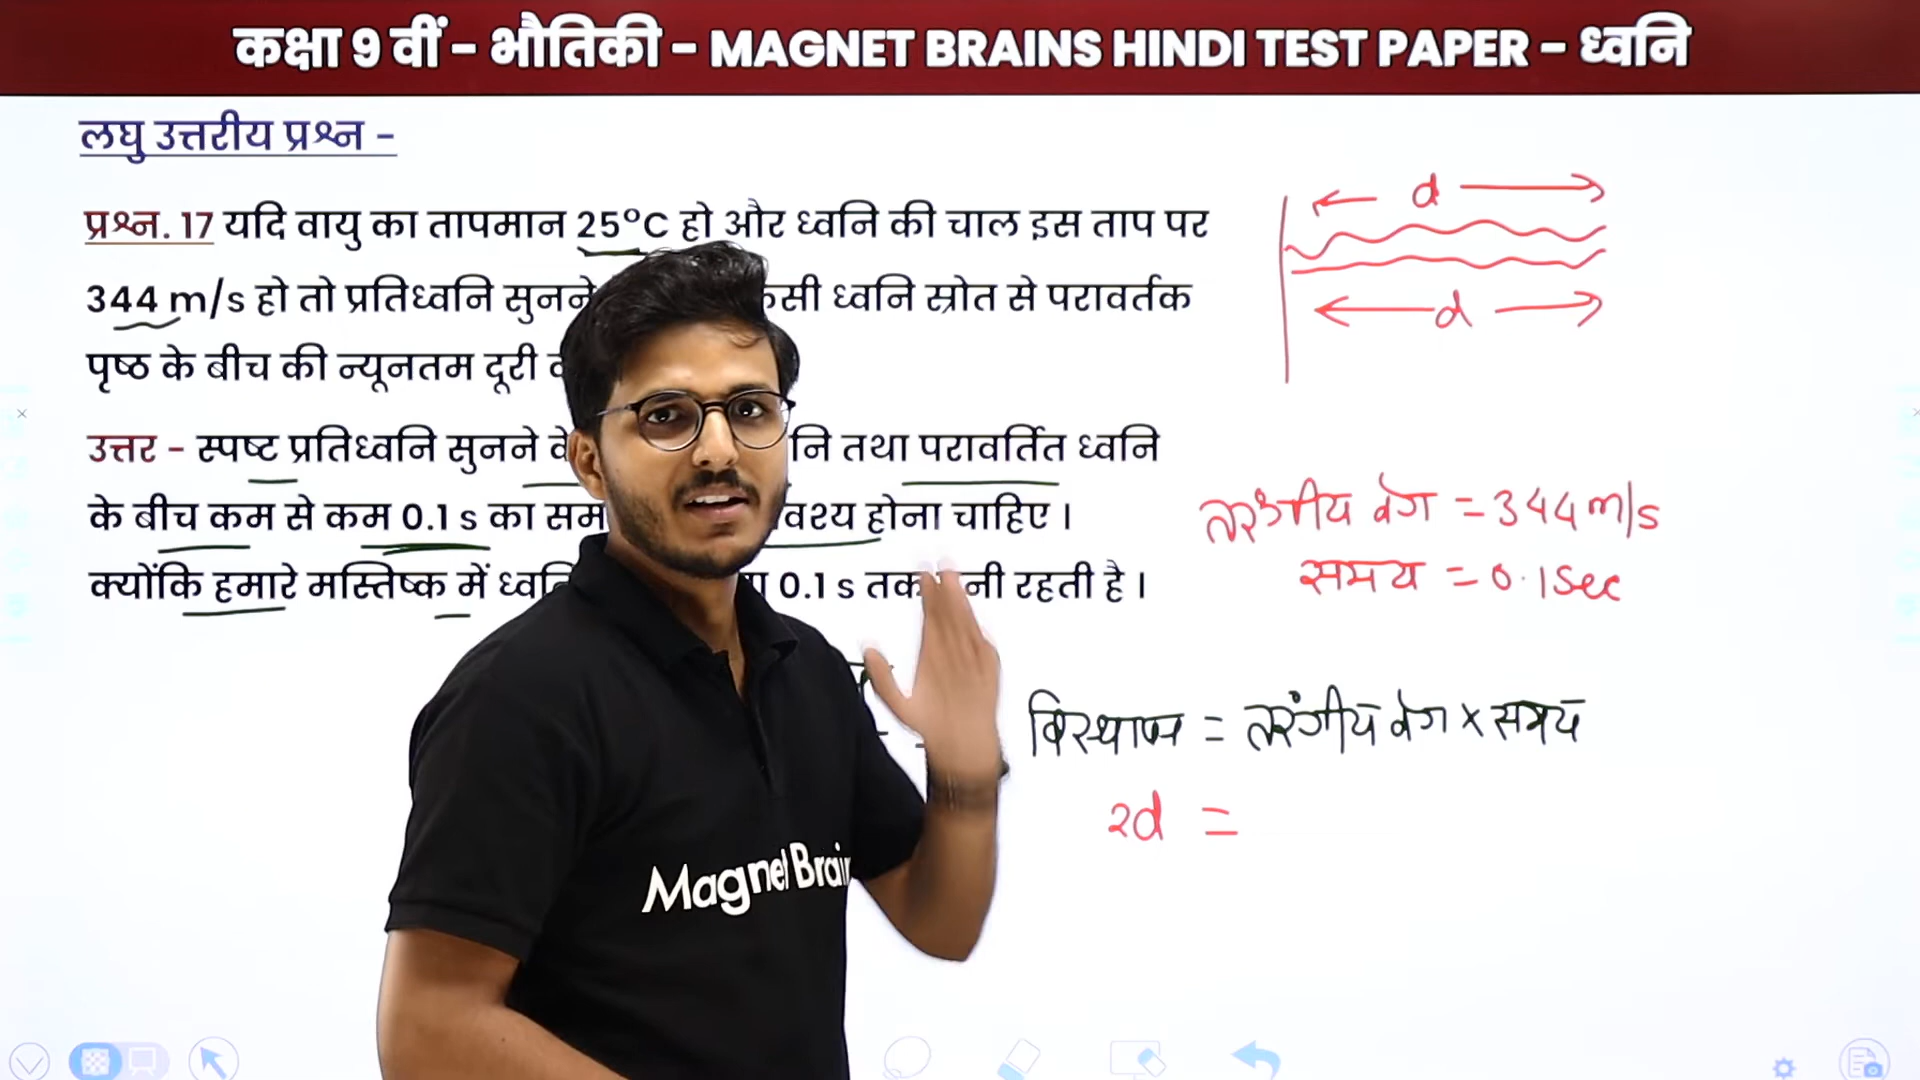 कक्षा 9 वीं - भौतिकी - MAGNET BRAINS HINDI TEST PAPER - ध्वनि
लघु उत्तरीय प्रश्न -
प्रश्न. 17 यदि वायु का तापमान 25°C हो और ध्वनि की चाल इस ताप पर
344 m/s हो तो प्रतिध्वनि सुनने ध्वनि स्रोत से परावर्तक
पृष्ठ के बीच की न्यूनतम दूरी
उत्तर - स्पष्ट प्रतिध्वनि सुनने तथा परावर्तित ध्वनि
के बीच कम से कम 0.1 s का होना चाहिए ।
क्योंकि हमारे मस्तिष्क में 0.1 s तक रहती है ।
d
d
तरंगीय वेग = 344 m/s
समय = 0.1 sec
विस्थापन = तरंगीय वेग × समय
2d =
Magnet Brain